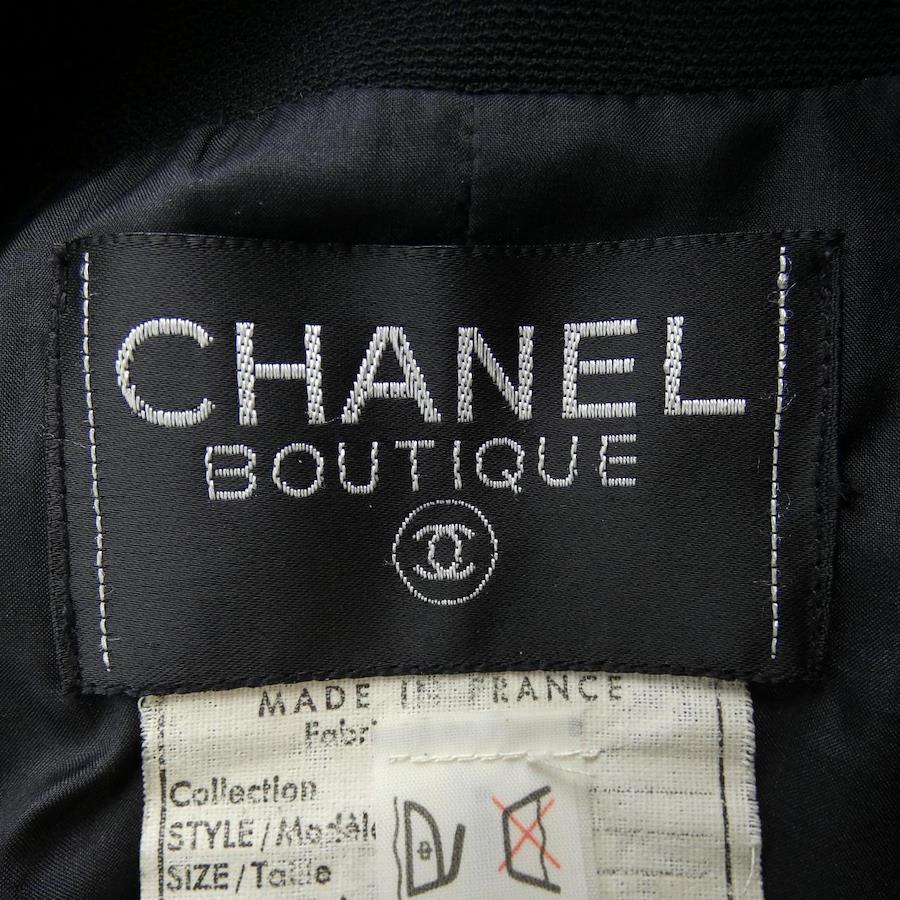 CHANEL
BOUTIQUE
MADE IN FRANCE
Collection
STYLE/Modèle
SIZE/Taille